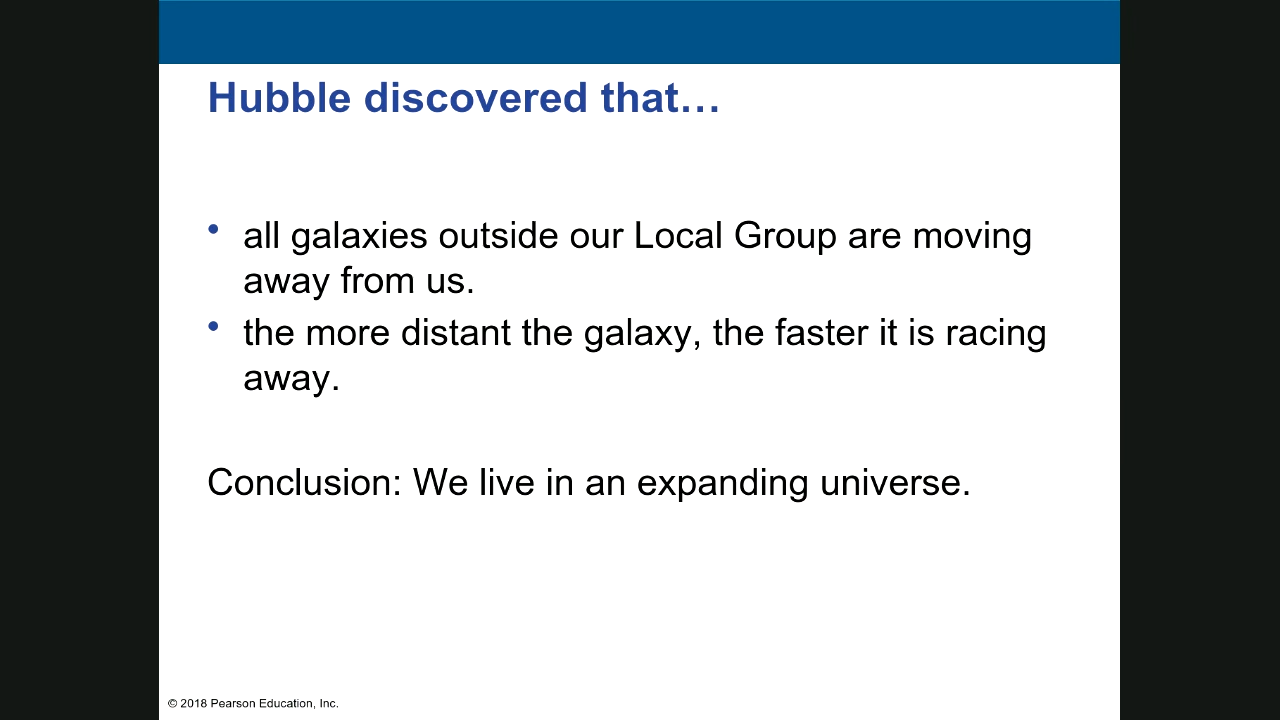 Hubble discovered that…
• all galaxies outside our Local Group are moving
away from us.
• the more distant the galaxy, the faster it is racing
away.
Conclusion: We live in an expanding universe.
© 2018 Pearson Education, Inc.